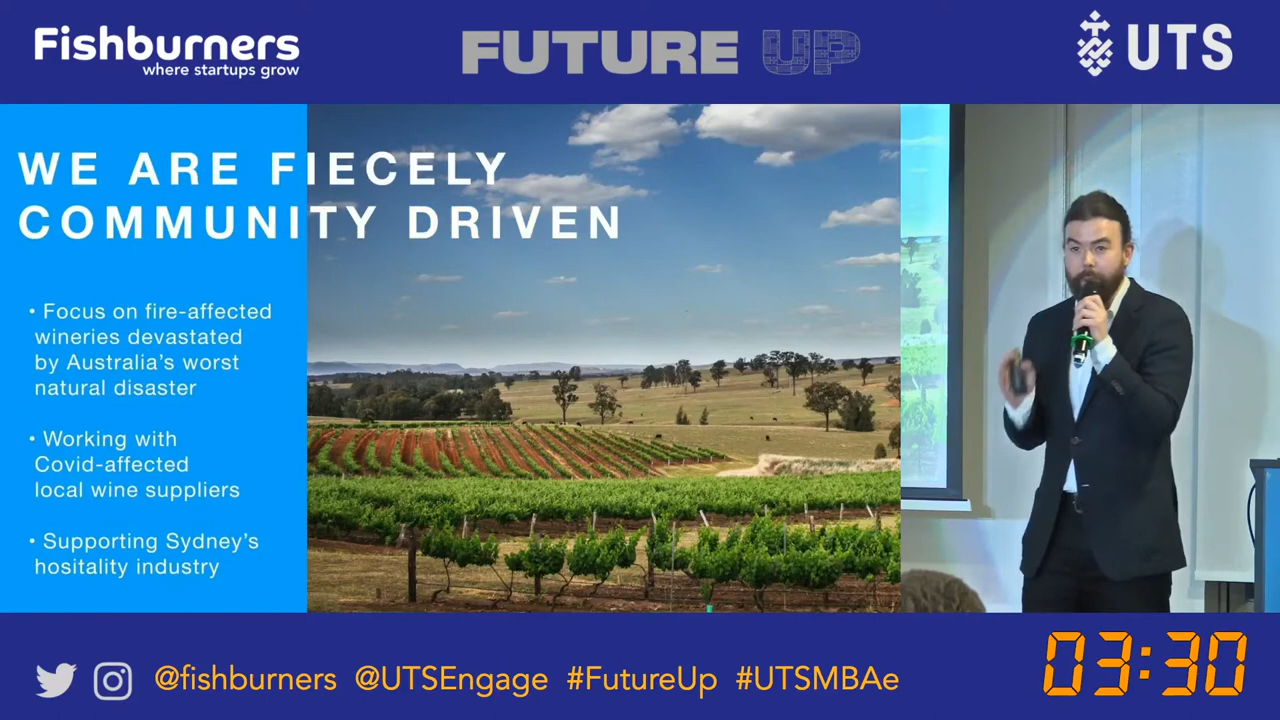 Fishburners
where startups grow
FUTURE UP
UTS
WE ARE FIECELY
COMMUNITY DRIVEN
• Focus on fire-affected
wineries devastated
by Australia's worst
natural disaster
• Working with
Covid-affected
local wine suppliers
• Supporting Sydney's
hositality industry
@fishburners @UTSEngage #FutureUp #UTSMBAe
03:30